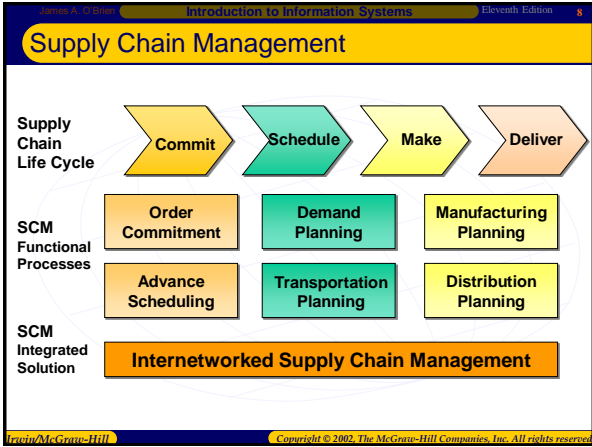 James A. O'Brien Introduction to Information Systems Eleventh Edition 8
Supply Chain Management
Supply
Chain
Life Cycle
Commit
Schedule
Make
Deliver
SCM
Functional
Processes
Order
Commitment
Demand
Planning
Manufacturing
Planning
Advance
Scheduling
Transportation
Planning
Distribution
Planning
SCM
Integrated
Solution
Internetworked Supply Chain Management
Irwin/McGraw-Hill Copyright © 2002, The McGraw-Hill Companies, Inc. All rights reserved